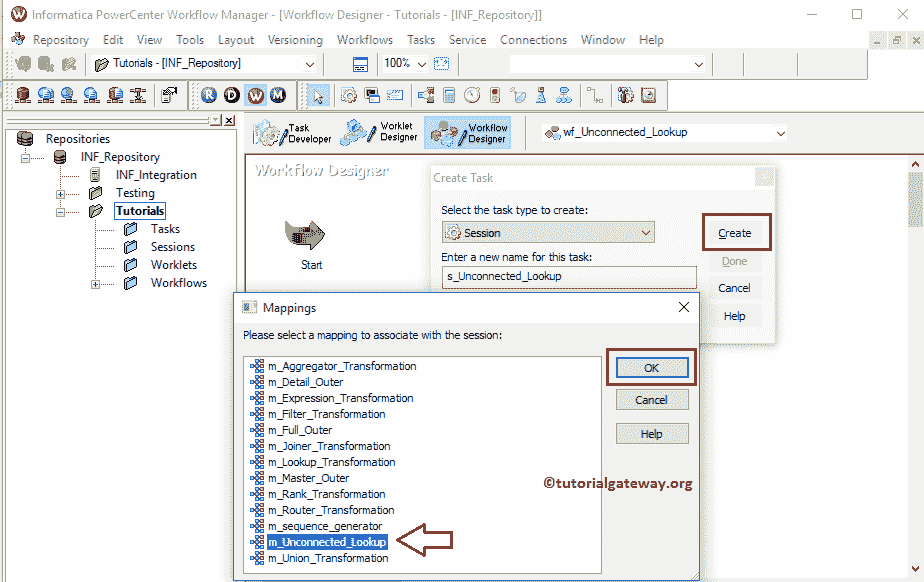 Informatica PowerCenter Workflow Manager - [Workflow Designer - Tutorials - [INF_Repository]]
Repository Edit View Tools Layout Versioning Workflows Tasks Service Connections Window Help
Tutorials - [INF_Repository] 100%
R D W M
Repositories
INF_Repository
INF_Integration
Testing
Tutorials
Tasks
Sessions
Worklets
Workflows
Task Developer
Worklet Designer
Workflow Designer
wf_Unconnected_Lookup
Workflow Designer
Start
Create Task
Select the task type to create:
Session
Enter a new name for this task:
s_Unconnected_Lookup
Create
Done
Cancel
Help
Mappings
Please select a mapping to associate with the session:
m_Aggregator_Transformation
m_Detail_Outer
m_Expression_Transformation
m_Filter_Transformation
m_Full_Outer
m_Joiner_Transformation
m_Lookup_Transformation
m_Master_Outer
m_Rank_Transformation
m_Router_Transformation
m_sequence_generator
m_Unconnected_Lookup
m_Union_Transformation
OK
Cancel
Help
©tutorialgateway.org